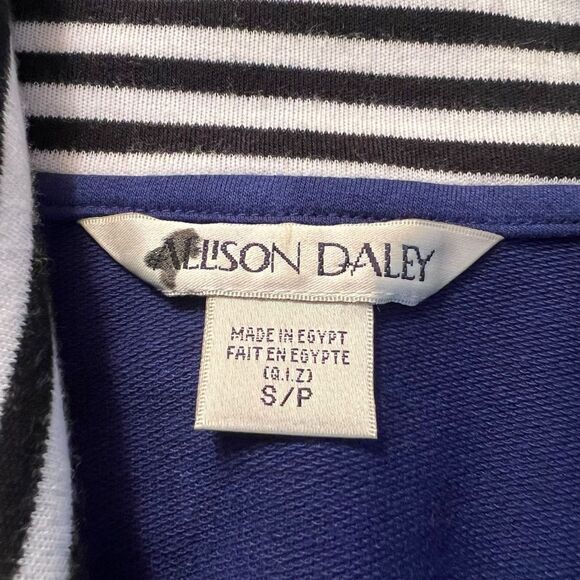 ALLISON DALEY
MADE IN EGYPT
FAIT EN EGYPTE
(Q.I.Z)
S/P